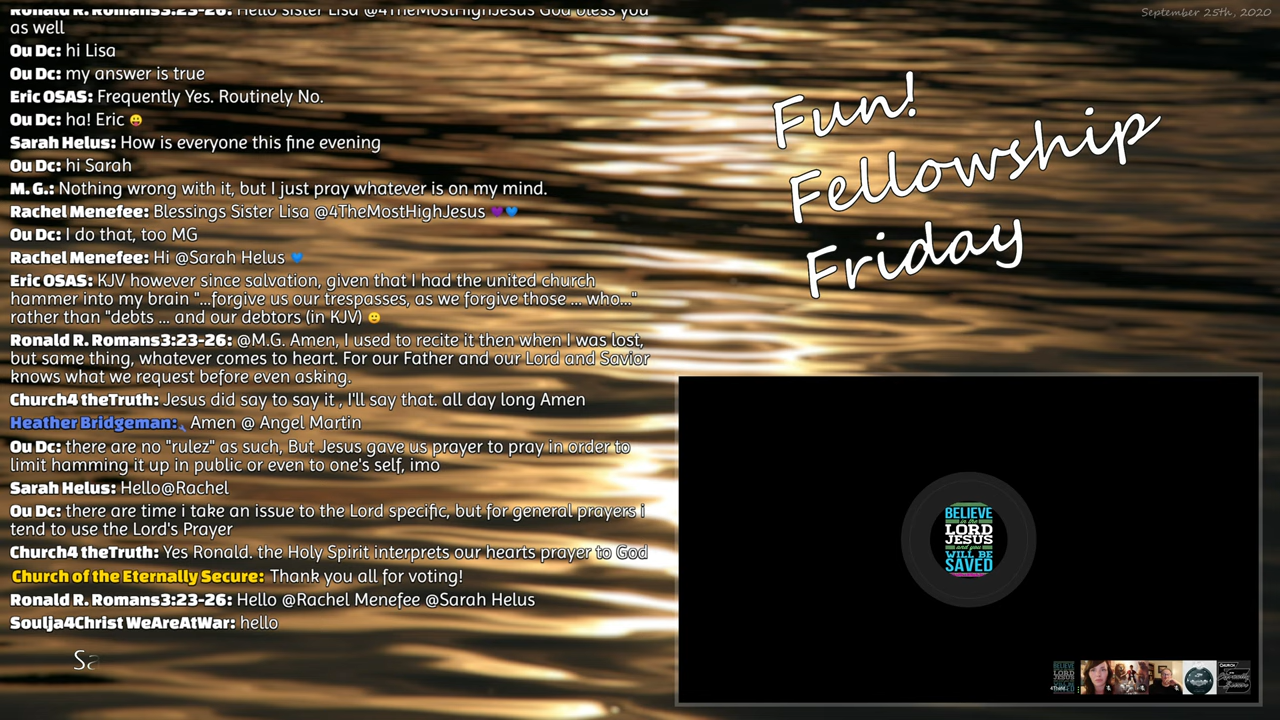 September 25th, 2020
Ronald R. Romans3:23-26: Hello sister Lisa @4TheMostHighJesus God bless you
as well
Ou Dc: hi Lisa
Ou Dc: my answer is true
Eric OSAS: Frequently Yes. Routinely No.
Ou Dc: ha! Eric 😛
Sarah Helus: How is everyone this fine evening
Ou Dc: hi Sarah
M. G.: Nothing wrong with it, but I just pray whatever is on my mind.
Rachel Menefee: Blessings Sister Lisa @4TheMostHighJesus 💜💙
Ou Dc: I do that, too MG
Rachel Menefee: Hi @Sarah Helus 💙
Eric OSAS: KJV however since salvation, given that I had the united church
hammer into my brain "...forgive us our trespasses, as we forgive those ... who..."
rather than "debts ... and our debtors (in KJV) 🙂
Ronald R. Romans3:23-26: @M.G. Amen, I used to recite it then when I was lost,
but same thing, whatever comes to heart. For our Father and our Lord and Savior
knows what we request before even asking.
Church4 theTruth: Jesus did say to say it , I'll say that. all day long Amen
Heather Bridgeman: Amen @ Angel Martin
Ou Dc: there are no "rulez" as such, But Jesus gave us prayer to pray in order to
limit hamming it up in public or even to one's self, imo
Sarah Helus: Hello@Rachel
Ou Dc: there are time i take an issue to the Lord specific, but for general prayers i
tend to use the Lord's Prayer
Church4 theTruth: Yes Ronald. the Holy Spirit interprets our hearts prayer to God
Church of the Eternally Secure: Thank you all for voting!
Ronald R. Romans3:23-26: Hello @Rachel Menefee @Sarah Helus
Soulja4Christ WeAreAtWar: hello
Sa
Fun!
Fellowship
Friday
BELIEVE
in the
LORD
JESUS
and you
WILL BE
SAVED